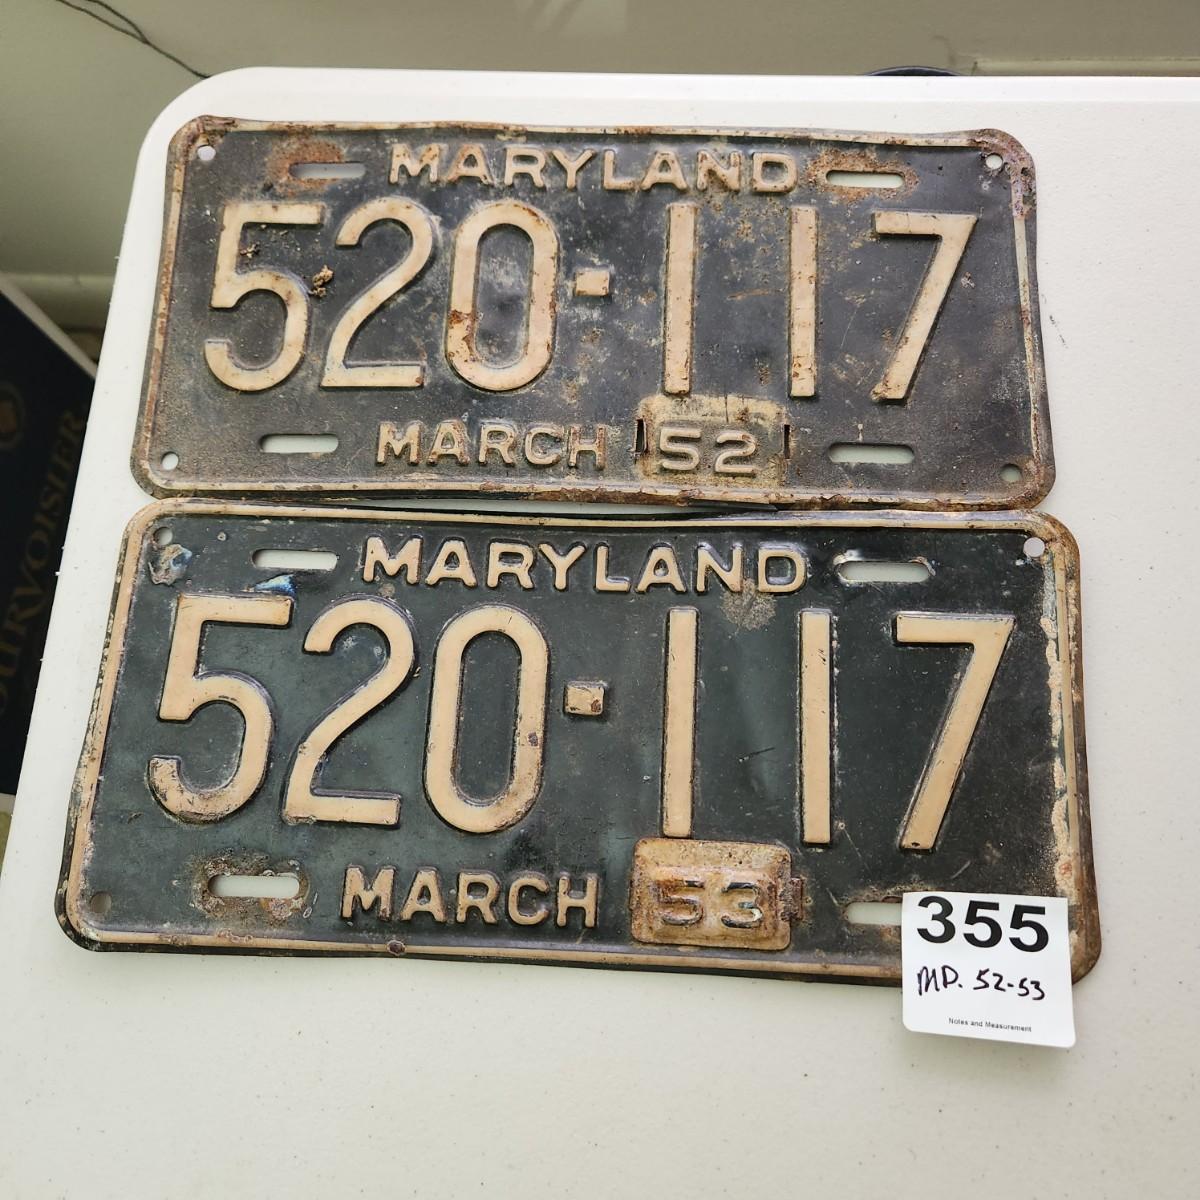 MARYLAND
520-117
MARCH 52
MARYLAND
520-117
MARCH 53
355
MD. 52-53
Notes and Measurement